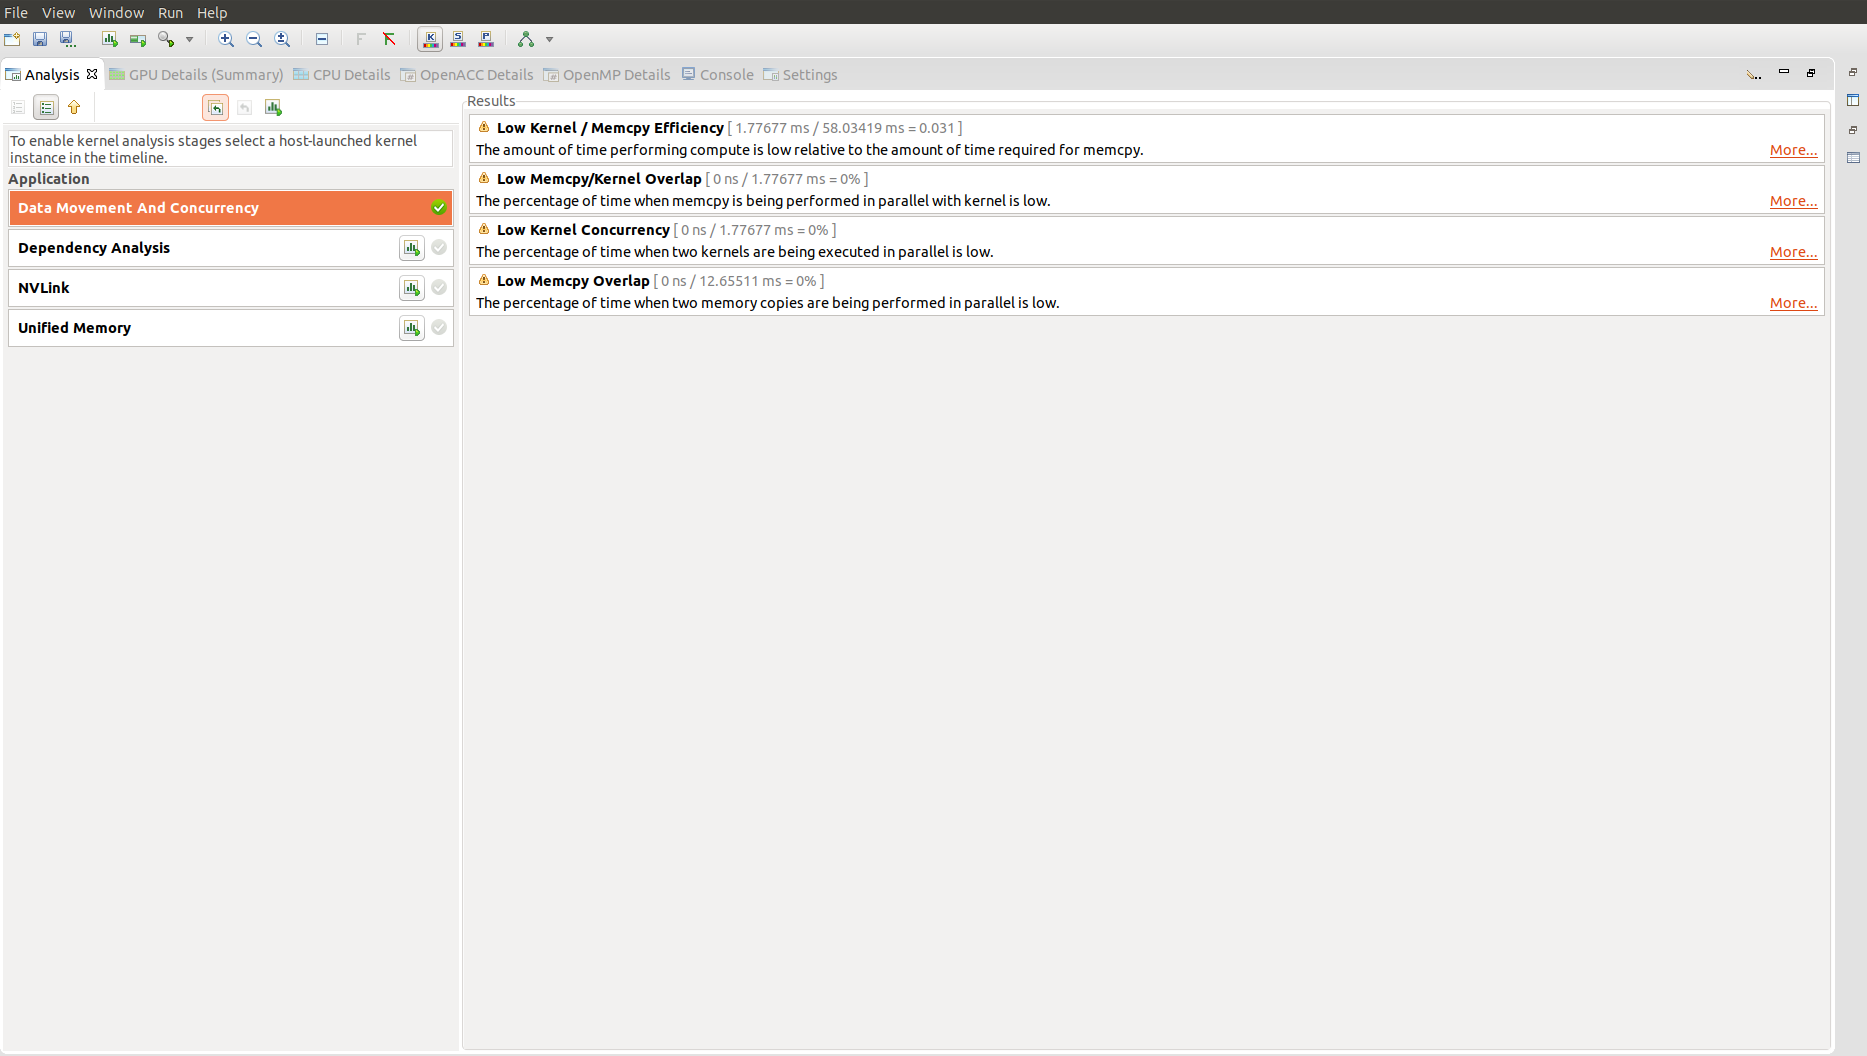 File View Window Run Help
Analysis GPU Details (Summary) CPU Details OpenACC Details OpenMP Details Console Settings
To enable kernel analysis stages select a host-launched kernel
instance in the timeline.
Application
Data Movement And Concurrency
Dependency Analysis
NVLink
Unified Memory
Results
Low Kernel / Memcpy Efficiency [ 1.77677 ms / 58.03419 ms = 0.031 ]
The amount of time performing compute is low relative to the amount of time required for memcpy. More...
Low Memcpy/Kernel Overlap [ 0 ns / 1.77677 ms = 0% ]
The percentage of time when memcpy is being performed in parallel with kernel is low. More...
Low Kernel Concurrency [ 0 ns / 1.77677 ms = 0% ]
The percentage of time when two kernels are being executed in parallel is low. More...
Low Memcpy Overlap [ 0 ns / 12.65511 ms = 0% ]
The percentage of time when two memory copies are being performed in parallel is low. More...